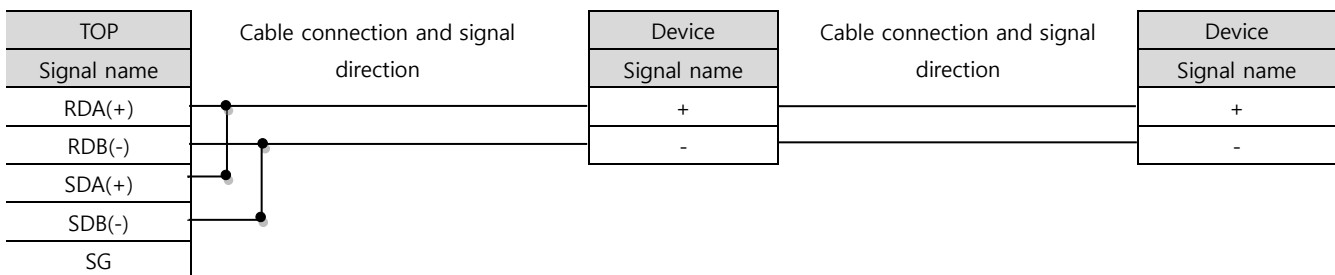 TOP Cable connection and signal Device Cable connection and signal Device
Signal name direction Signal name direction Signal name
RDA(+) + +
RDB(-) - -
SDA(+)
SDB(-)
SG